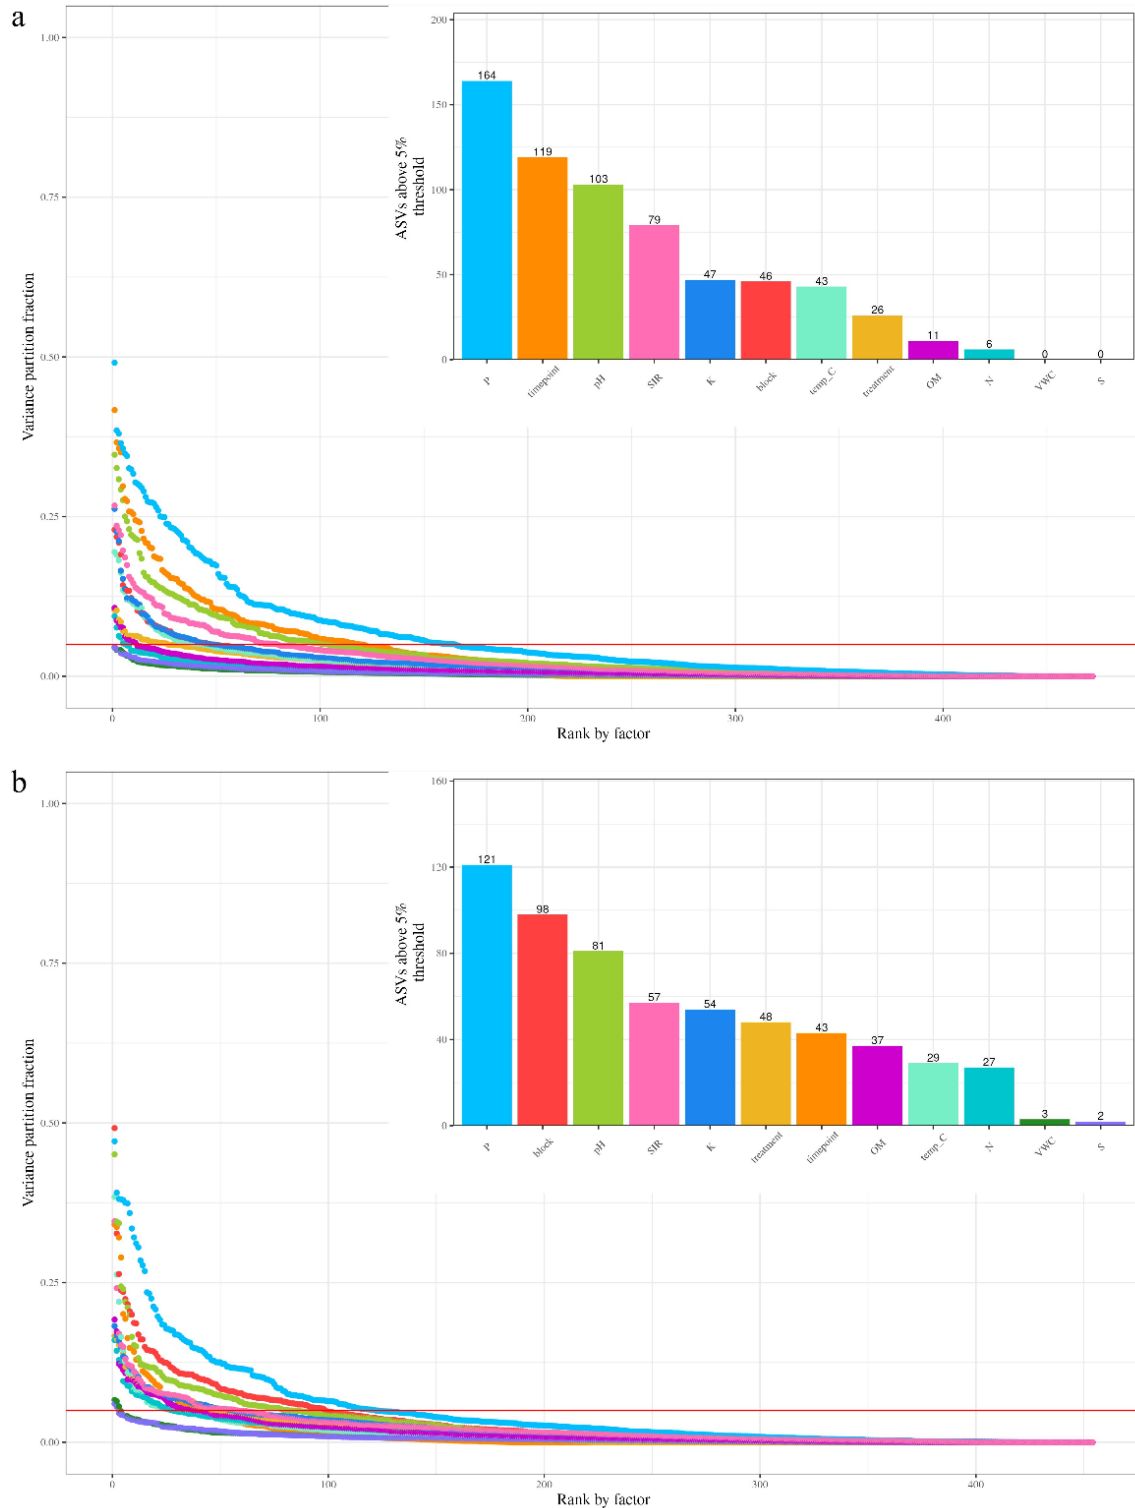 a
1.00
0.75
0.50
0.25
0.00
Variance partition fraction
0
100
200
300
400
Rank by factor
200
150
100
50
0
ASVs above 5%
threshold
164
119
103
79
47
46
43
26
11
6
0
0
P
timepoint
pH
SIR
K
block
temp_C
treatment
OM
N
VWC
S
b
1.00
0.75
0.50
0.25
0.00
Variance partition fraction
0
100
200
300
400
Rank by factor
160
120
80
40
0
ASVs above 5%
threshold
121
98
81
57
54
48
43
37
29
27
3
2
P
block
pH
SIR
K
treatment
timepoint
OM
temp_C
N
VWC
S